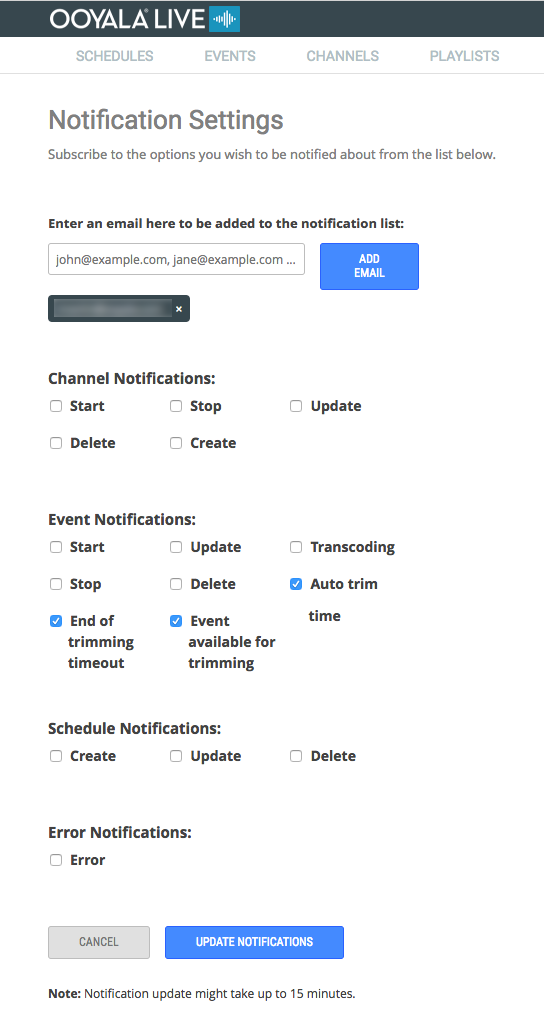 OOYALA® LIVE
SCHEDULES EVENTS CHANNELS PLAYLISTS
Notification Settings
Subscribe to the options you wish to be notified about from the list below.
Enter an email here to be added to the notification list:
john@example.com, jane@example.com ...
ADD
EMAIL
×
Channel Notifications:
Start Stop Update
Delete Create
Event Notifications:
Start Update Transcoding
Stop Delete Auto trim
time
End of Event
trimming available for
timeout trimming
Schedule Notifications:
Create Update Delete
Error Notifications:
Error
CANCEL UPDATE NOTIFICATIONS
Note: Notification update might take up to 15 minutes.